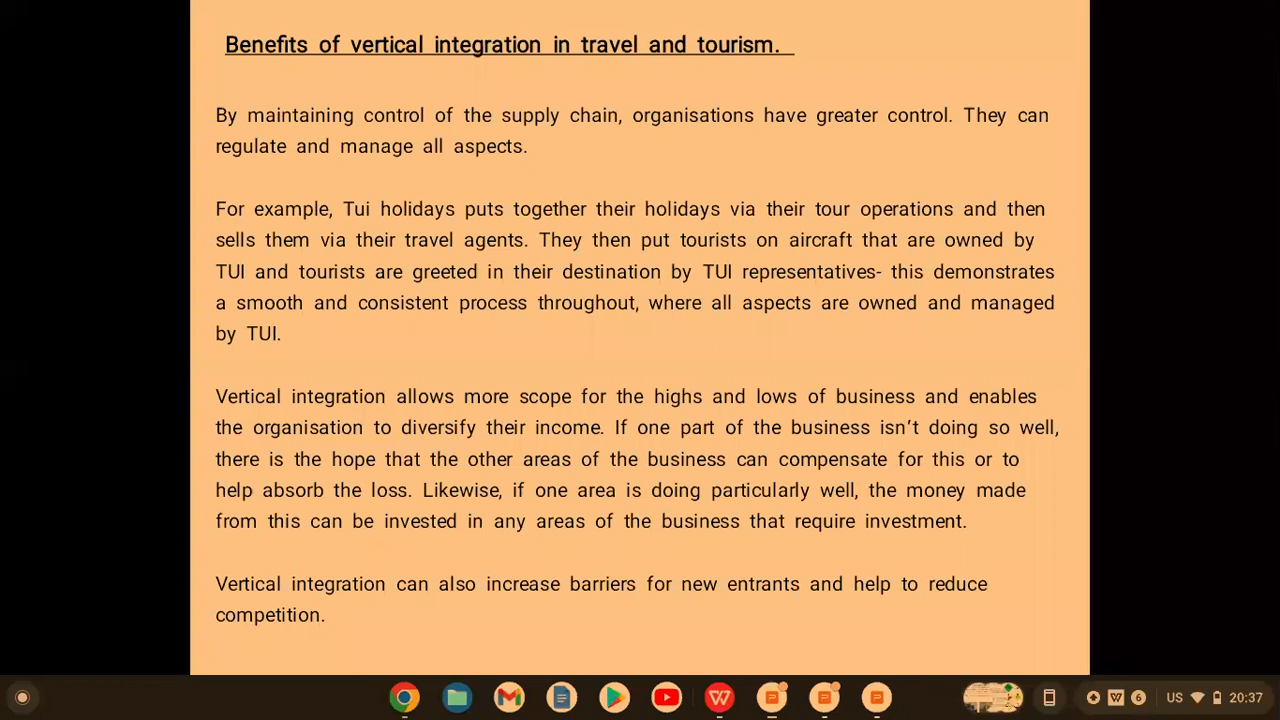 Benefits of vertical integration in travel and tourism.
By maintaining control of the supply chain, organisations have greater control. They can
regulate and manage all aspects.
For example, Tui holidays puts together their holidays via their tour operations and then
sells them via their travel agents. They then put tourists on aircraft that are owned by
TUI and tourists are greeted in their destination by TUI representatives- this demonstrates
a smooth and consistent process throughout, where all aspects are owned and managed
by TUI.
Vertical integration allows more scope for the highs and lows of business and enables
the organisation to diversify their income. If one part of the business isn't doing so well,
there is the hope that the other areas of the business can compensate for this or to
help absorb the loss. Likewise, if one area is doing particularly well, the money made
from this can be invested in any areas of the business that require investment.
Vertical integration can also increase barriers for new entrants and help to reduce
competition.
US 20:37